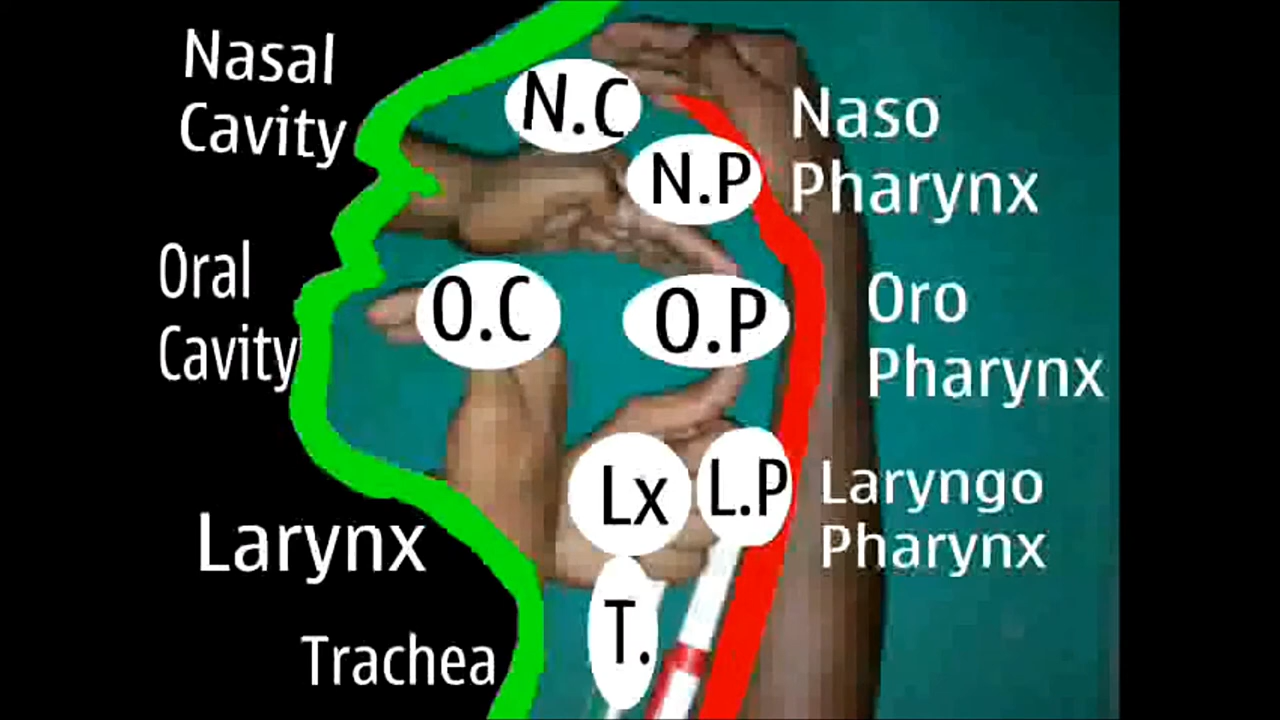 Nasal
Cavity
N.C
N.P
Naso
Pharynx
Oral
Cavity
O.C
O.P
Oro
Pharynx
Larynx
Lx
L.P
Laryngo
Pharynx
Trachea
T.